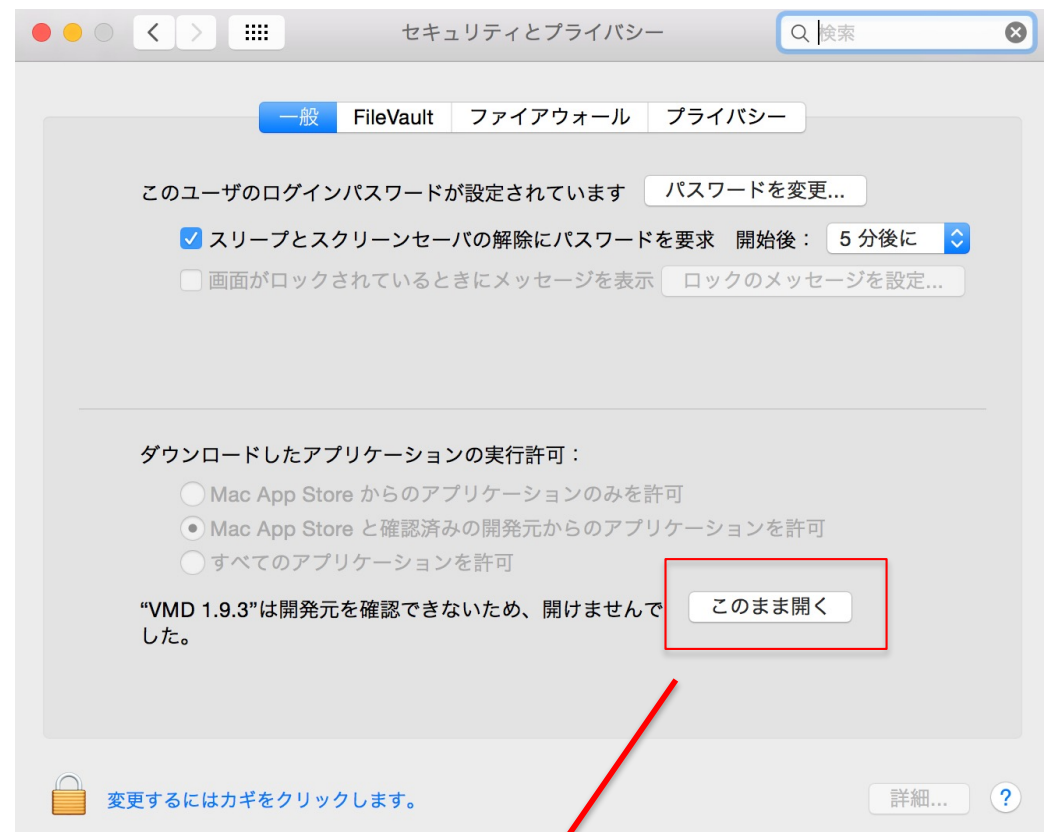 セキュリティとプライバシー
検索
一般 FileVault ファイアウォール プライバシー
このユーザのログインパスワードが設定されています パスワードを変更...
スリープとスクリーンセーバの解除にパスワードを要求 開始後： 5 分後に
画面がロックされているときにメッセージを表示 ロックのメッセージを設定...
ダウンロードしたアプリケーションの実行許可：
Mac App Store からのアプリケーションのみを許可
Mac App Store と確認済みの開発元からのアプリケーションを許可
すべてのアプリケーションを許可
“VMD 1.9.3”は開発元を確認できないため、開けませんで このまま開く
した。
変更するにはカギをクリックします。 詳細... ?